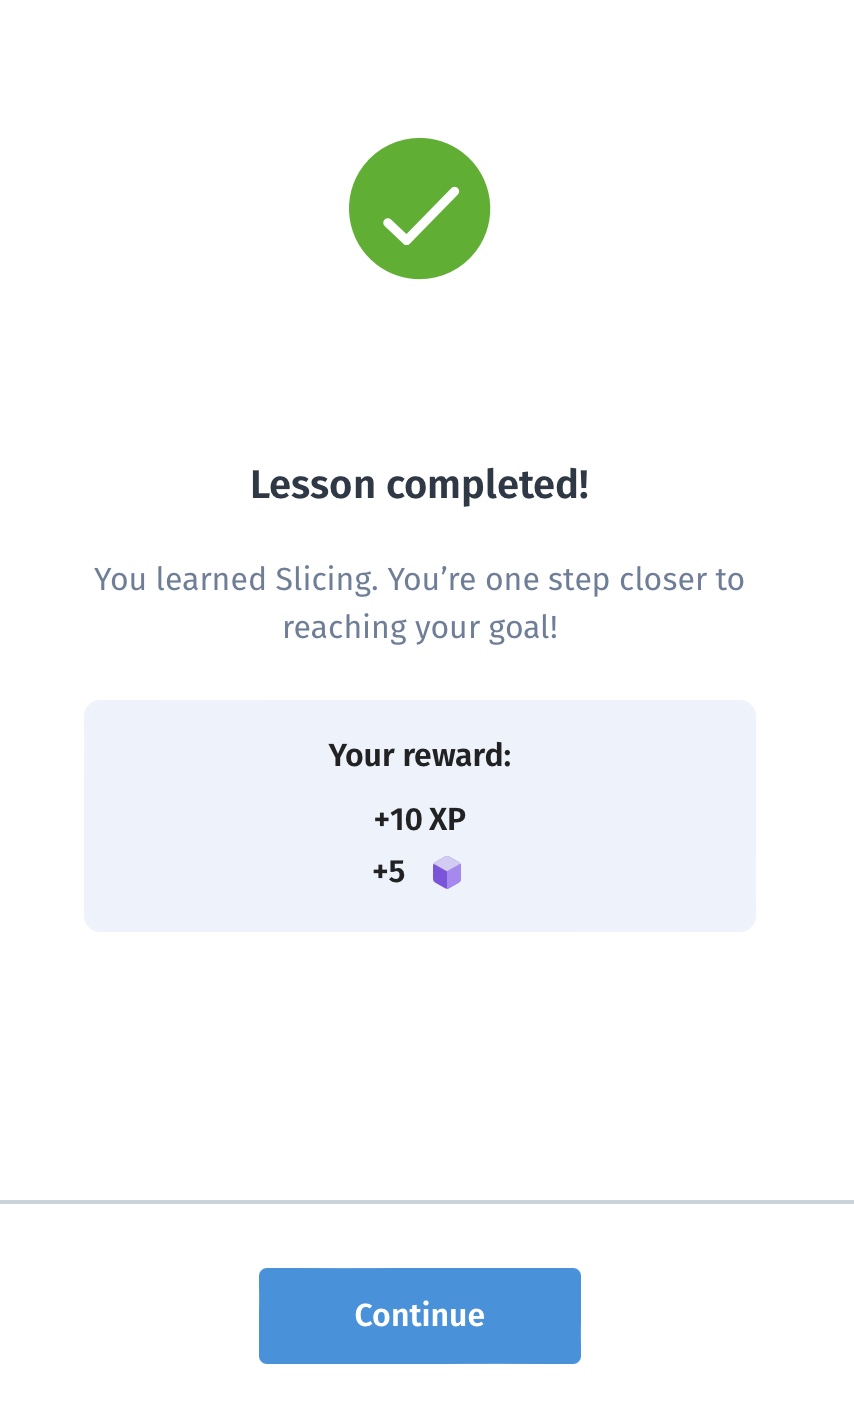 Lesson completed!
You learned Slicing. You’re one step closer to
reaching your goal!
Your reward:
+10 XP
+5
Continue